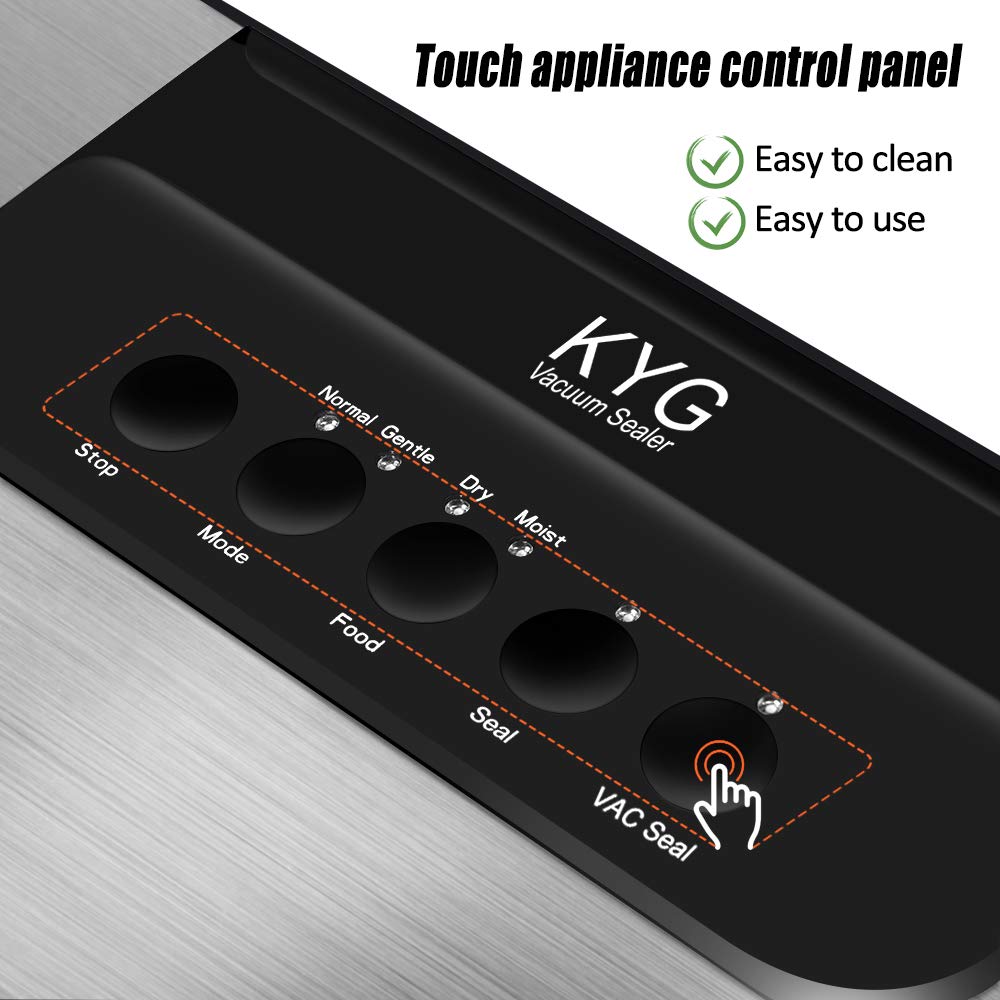 Touch appliance control panel
Easy to clean
Easy to use
KYG
Vacuum Sealer
Normal
Gentle
Dry
Moist
Stop
Mode
Food
Seal
VAC Seal